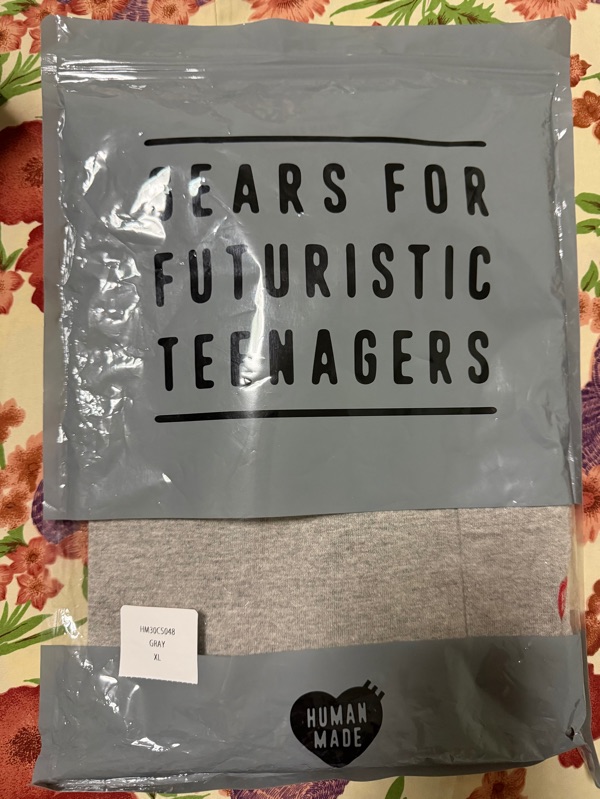 GEARS FOR
FUTURISTIC
TEENAGERS
HM30CS048
GRAY
XL
HUMAN
MADE